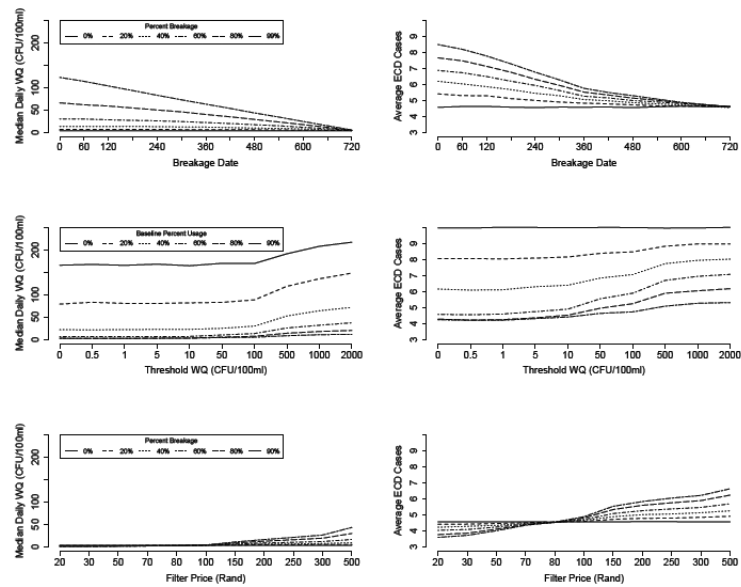 Median Daily WQ (CFU/100ml)
0 50 100 200
Percent Breakage
0% 20% 40% 60% 80% 99%
0 60 120 240 360 480 600 720
Breakage Date
Average ECD Cases
3 4 5 6 7 8 9
0 60 120 240 360 480 600 720
Breakage Date
Median Daily WQ (CFU/100ml)
0 50 100 200
Baseline Percent Usage
0% 20% 40% 60% 80% 90%
0 0.5 1 5 10 50 100 500 1000 2000
Threshold WQ (CFU/100ml)
Average ECD Cases
3 4 5 6 7 8 9
0 0.5 1 5 10 50 100 500 1000 2000
Threshold WQ (CFU/100ml)
Median Daily WQ (CFU/100ml)
0 50 100 200
Percent Breakage
0% 20% 40% 60% 80% 90%
20 30 50 70 80 100 150 200 300 500
Filter Price (Rand)
Average ECD Cases
3 4 5 6 7 8 9
20 30 50 70 80 100 150 200 300 500
Filter Price (Rand)